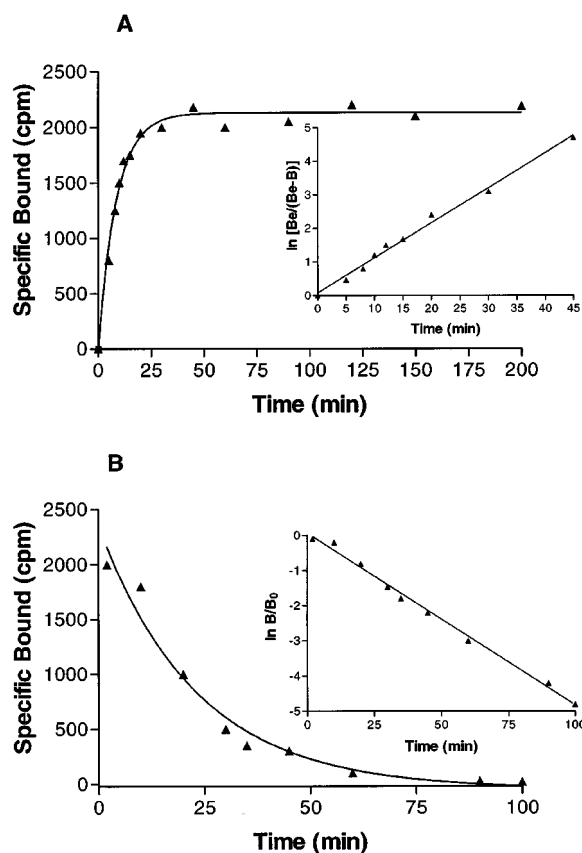 A
Specific Bound (cpm)
2500
2000
1500
1000
500
0
0 25 50 75 100 125 150 175 200
Time (min)
ln [Be/(Be-B)]
5
4
3
2
1
0
0 5 10 15 20 25 30 35 40 45
Time (min)
B
Specific Bound (cpm)
2500
2000
1500
1000
500
0
0 25 50 75 100
Time (min)
ln B/B₀
0
-1
-2
-3
-4
-5
0 25 50 75 100
Time (min)